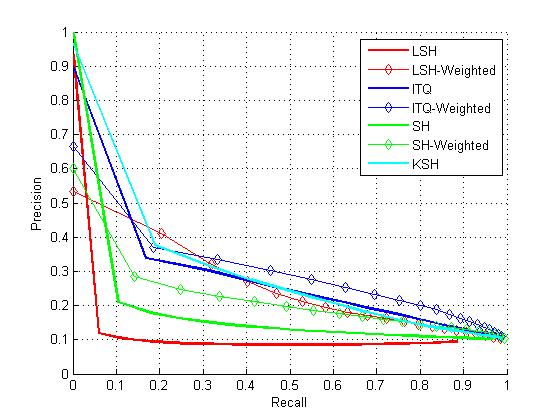 1
0.9
0.8
0.7
0.6
0.5
0.4
0.3
0.2
0.1
0
Precision
0 0.1 0.2 0.3 0.4 0.5 0.6 0.7 0.8 0.9 1
Recall
LSH
LSH-Weighted
ITQ
ITQ-Weighted
SH
SH-Weighted
KSH